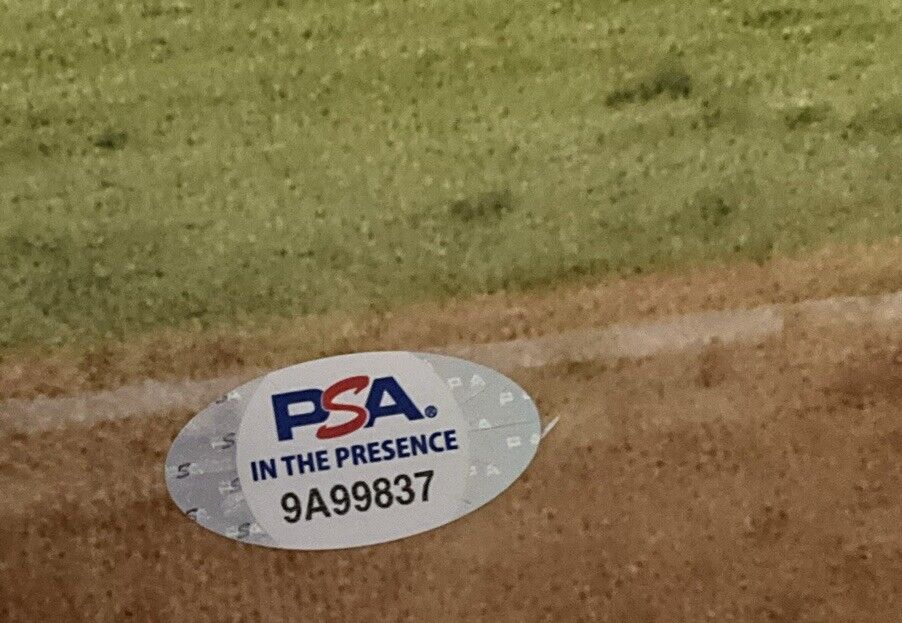 PSA®
IN THE PRESENCE
9A99837